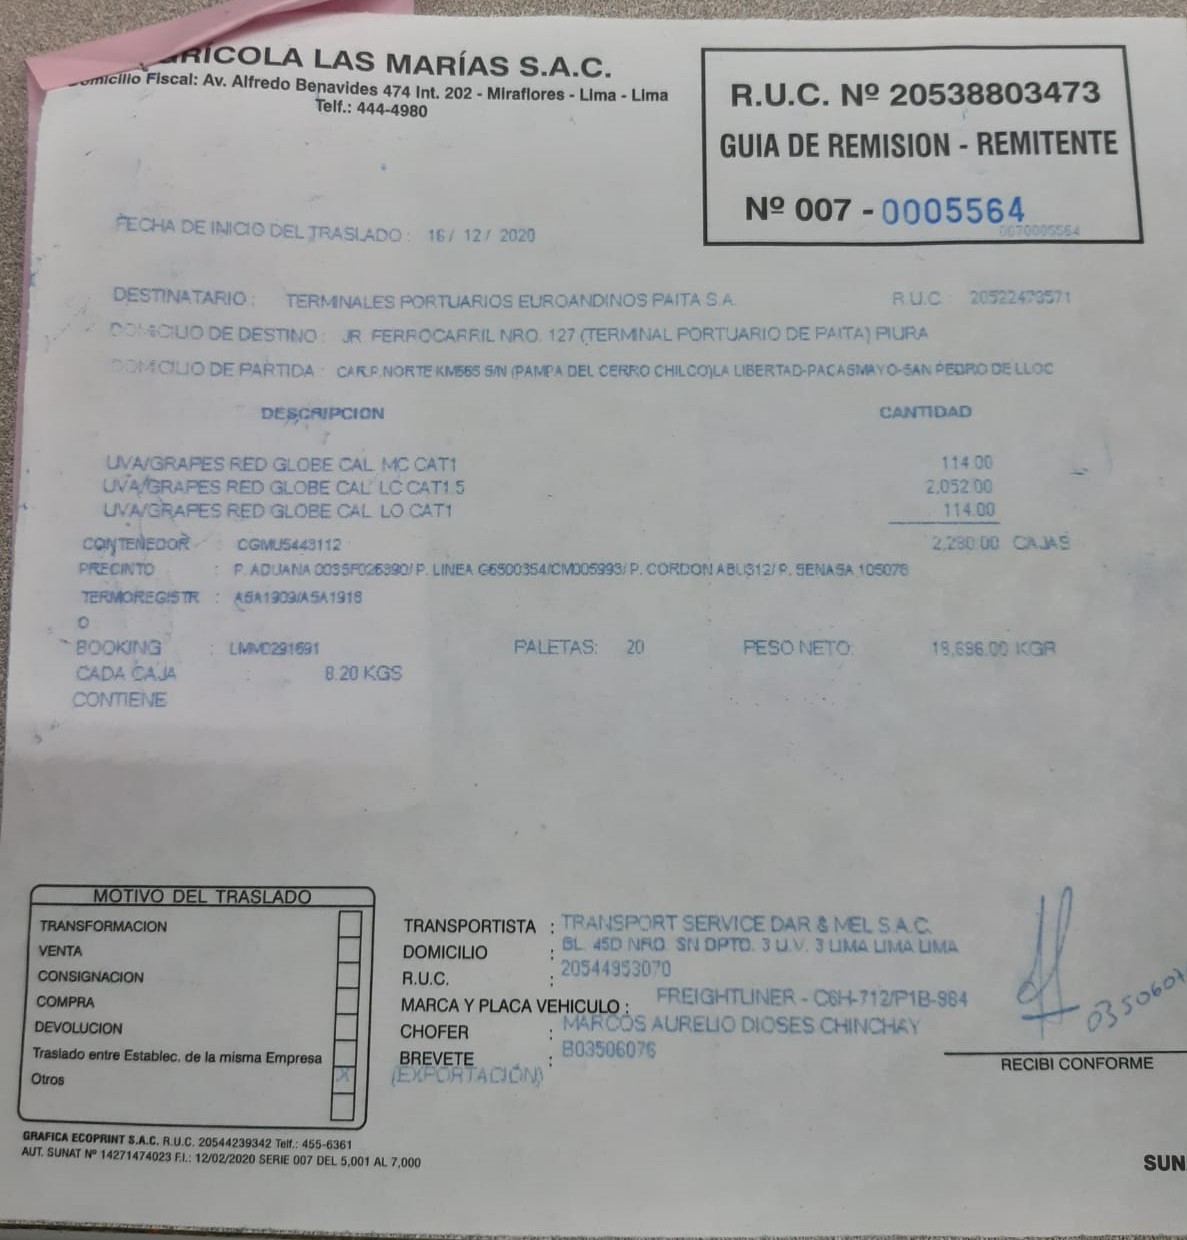 RICOLA LAS MARÍAS S.A.C.
omicilio Fiscal: Av. Alfredo Benavides 474 Int. 202 - Miraflores - Lima - Lima
Telf.: 444-4980
R.U.C. Nº 20538803473
GUIA DE REMISION - REMITENTE
Nº 007 - 0005564
0070005564
FECHA DE INICIO DEL TRASLADO : 16/ 12/ 2020
DESTINATARIO : TERMINALES PORTUARIOS EUROANDINOS PAITA S.A. R.U.C : 20522473571
DOMICILIO DE DESTINO : JR. FERROCARRIL NRO. 127 (TERMINAL PORTUARIO DE PAITA) PIURA
DOMICILIO DE PARTIDA : CAR.P.NORTE KM565 S/N (PAMPA DEL CERRO CHILCO)LA LIBERTAD-PACASMAYO-SAN PEDRO DE LLOC
DESCRIPCION CANTIDAD
UVA/GRAPES RED GLOBE CAL MC CAT1 114.00
UVA/GRAPES RED GLOBE CAL LC CAT1.5 2,052.00
UVA/GRAPES RED GLOBE CAL LO CAT1 114.00
CONTENEDOR : CGMU5443112 2,280.00 CAJAS
PRECINTO : P. ADUANA 0035F026390/ P. LINEA G6500354/CM005993/ P. CORDON / P. SENASA 105076
TERMOREGISTR : A5A1909/A5A1916
O
BOOKING : LMM0291691 PALETAS: 20 PESO NETO: 18,696.00 KGR
CADA CAJA : 8.20 KGS
CONTIENE
MOTIVO DEL TRASLADO
TRANSFORMACION
VENTA
CONSIGNACION
COMPRA
DEVOLUCION
Traslado entre Establec. de la misma Empresa
Otros X
TRANSPORTISTA : TRANSPORT SERVICE DAR & MEL S.A.C.
DOMICILIO : BL. 45D NRO. SN DPTO. 3 U.V. 3 LIMA LIMA LIMA
R.U.C. : 20544953070
MARCA Y PLACA VEHICULO : FREIGHTLINER - C6H-712/P1B-984
CHOFER : MARCOS AURELIO DIOSES CHINCHAY
BREVETE : B03506076
(EXPORTACIÓN)
035060
RECIBI CONFORME
GRAFICA ECOPRINT S.A.C. R.U.C. 20544239342 Telf.: 455-6361
AUT. SUNAT Nº 14271474023 F.I.: 12/02/2020 SERIE 007 DEL 5,001 AL 7,000
SUN